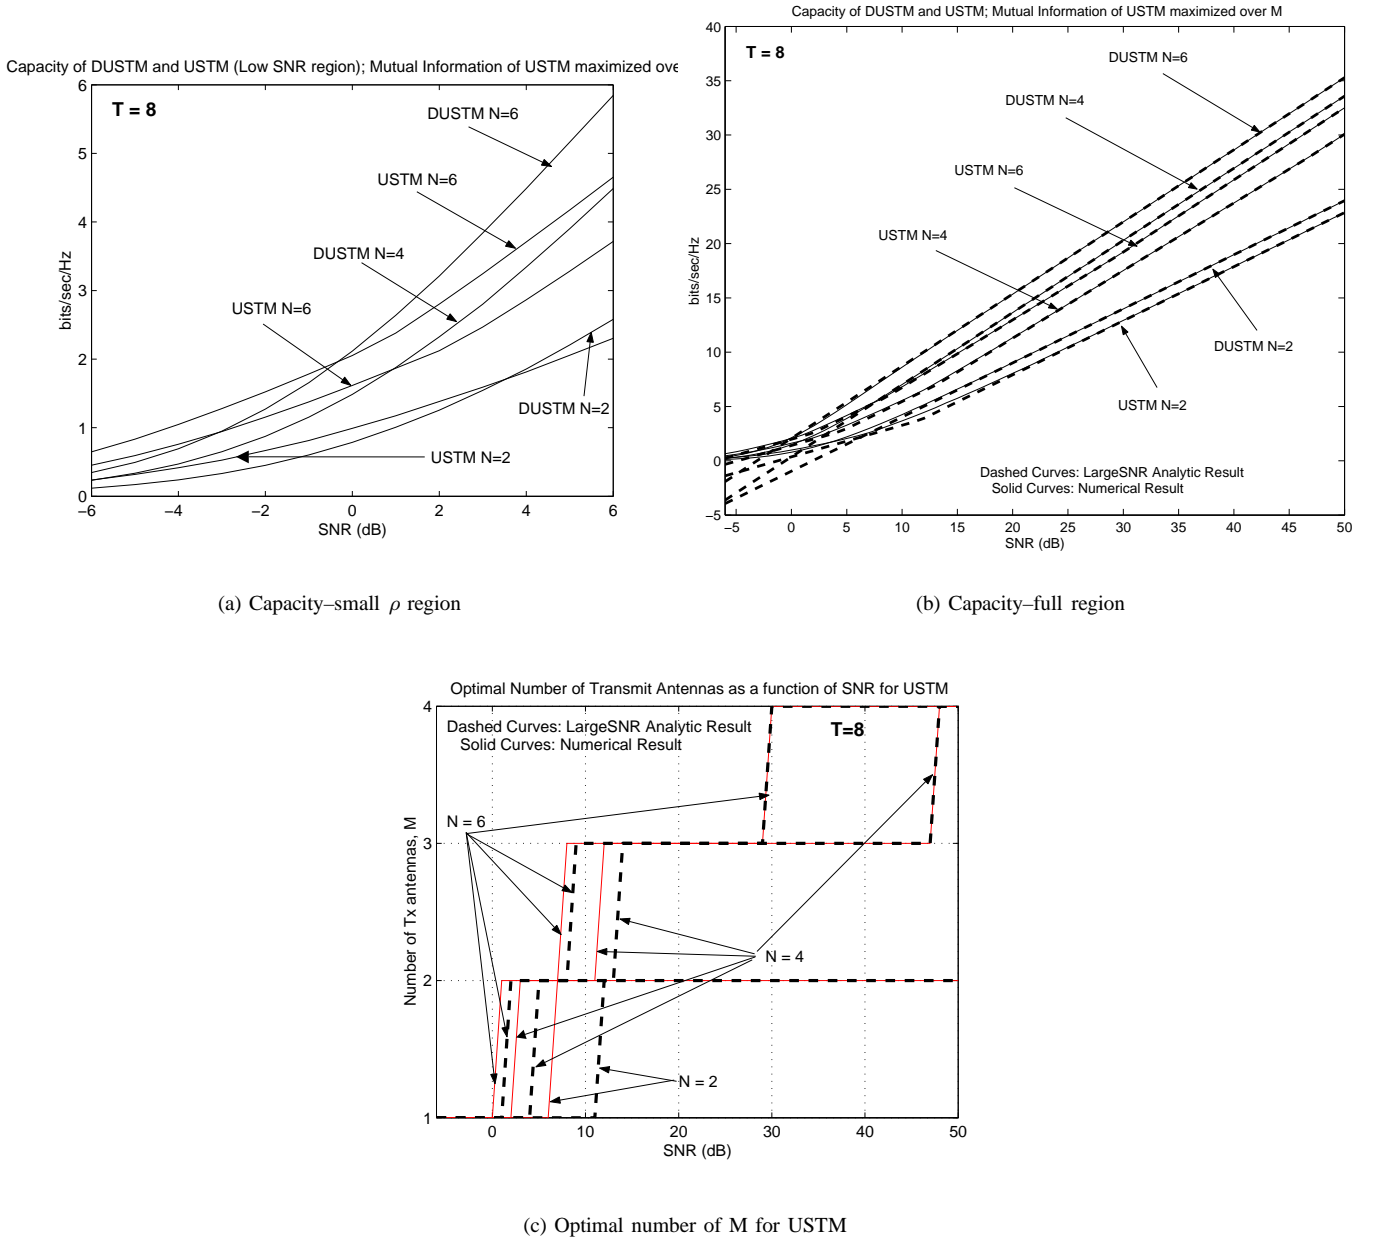 Capacity of DUSTM and USTM (Low SNR region); Mutual Information of USTM maximized ove
T = 8
6
5
4
3
2
1
0
bits/sec/Hz
DUSTM N=6
USTM N=6
DUSTM N=4
USTM N=6
DUSTM N=2
USTM N=2
−6
−4
−2
0
2
4
6
SNR (dB)
(a) Capacity–small ρ region
Capacity of DUSTM and USTM; Mutual Information of USTM maximized over M
T = 8
40
35
30
25
20
15
10
5
0
−5
bits/sec/Hz
DUSTM N=6
DUSTM N=4
USTM N=6
USTM N=4
DUSTM N=2
USTM N=2
Dashed Curves: LargeSNR Analytic Result
Solid Curves: Numerical Result
−5
0
5
10
15
20
25
30
35
40
45
50
SNR (dB)
(b) Capacity–full region
Optimal Number of Transmit Antennas as a function of SNR for USTM
Dashed Curves: LargeSNR Analytic Result
Solid Curves: Numerical Result
T=8
4
3
2
1
Number of Tx antennas, M
N = 6
N = 4
N = 2
0
10
20
30
40
50
SNR (dB)
(c) Optimal number of M for USTM